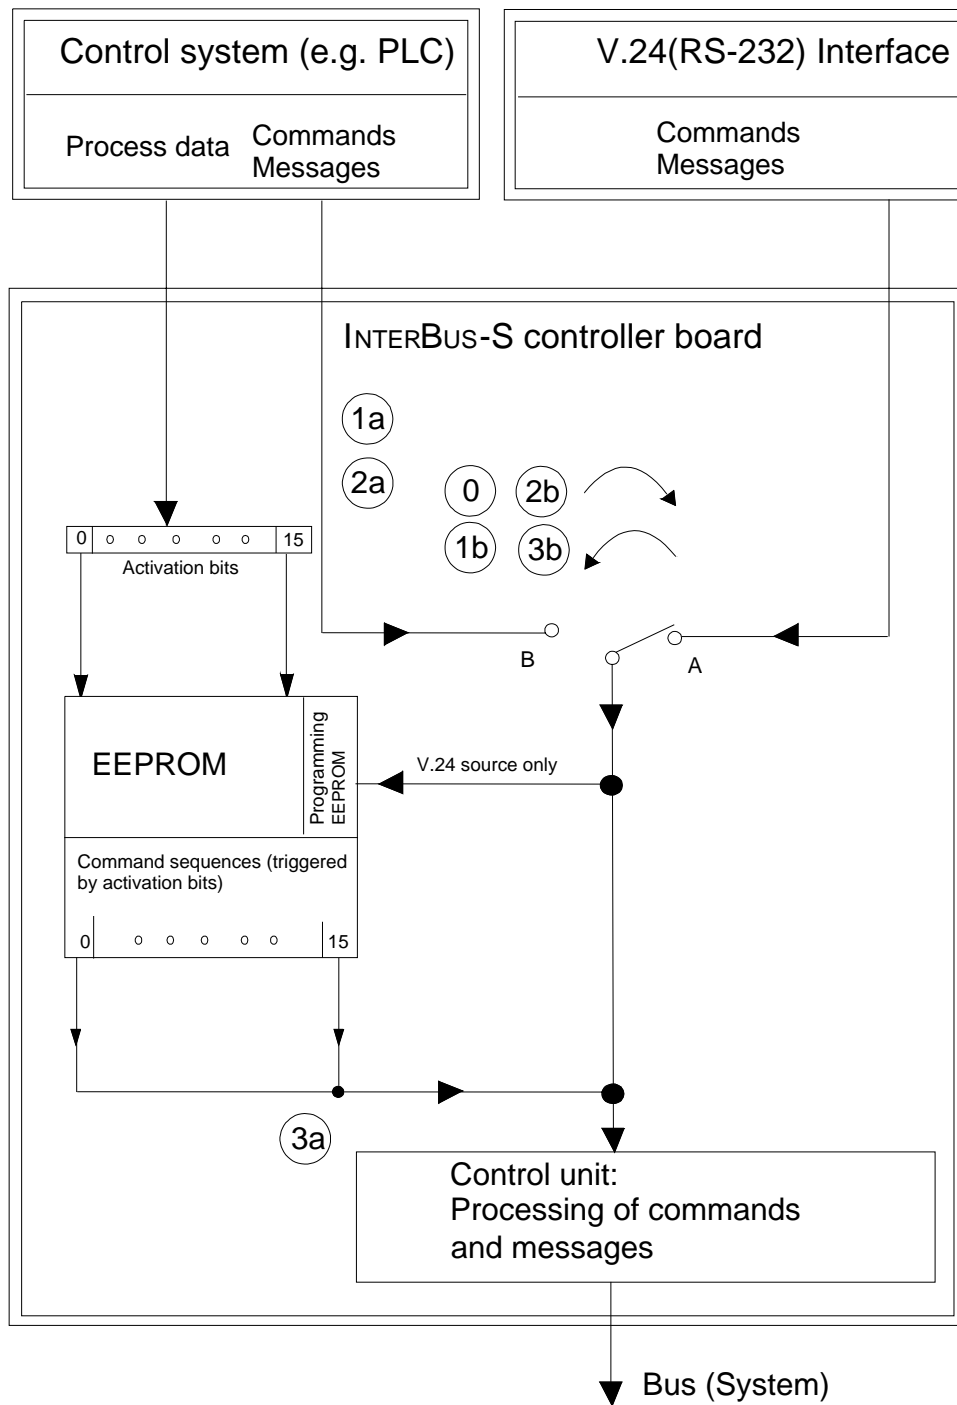 Control system (e.g. PLC)
Process data
Commands
Messages
V.24(RS-232) Interface
Commands
Messages
INTERBUS-S controller board
1a
2a
0
2b
1b
3b
0
15
Activation bits
B
A
EEPROM
Programming
EEPROM
V.24 source only
Command sequences (triggered
by activation bits)
0
15
3a
Control unit:
Processing of commands
and messages
Bus (System)